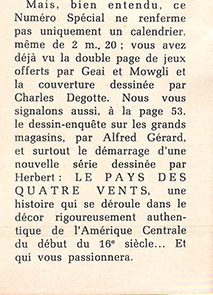 Mais, bien entendu, ce
Numéro Spécial ne renferme
pas uniquement un calendrier.
même de 2 m., 20 ; vous avez
déjà vu la double page de jeux
offerts par Geai et Mowgli et
la couverture dessinée par
Charles Degotte. Nous vous
signalons aussi, à la page 53,
le dessin-enquête sur les grands
magasins, par Alfred Gérard,
et surtout le démarrage d'une
nouvelle série dessinée par
Herbert : LE PAYS DES
QUATRE VENTS, une
histoire qui se déroule dans le
décor rigoureusement authen-
tique de l'Amérique Centrale
du début du 16e siècle... Et
qui vous passionnera.